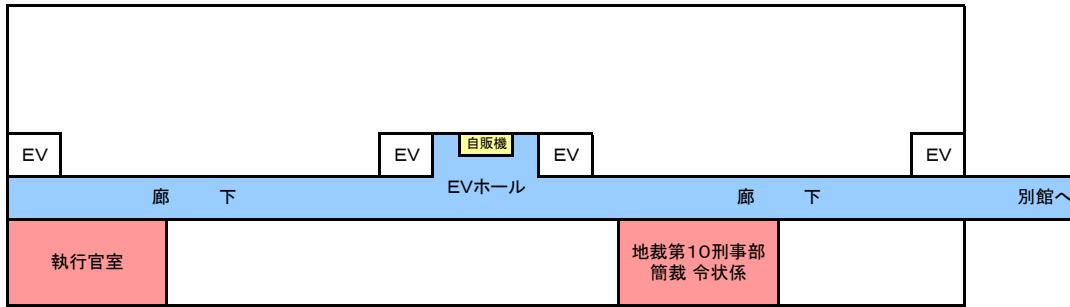 自販機
EV
EV
EV
EV
EVホール
廊　下
廊　下
別館へ
執行官室
地裁第10刑事部
簡裁 令状係